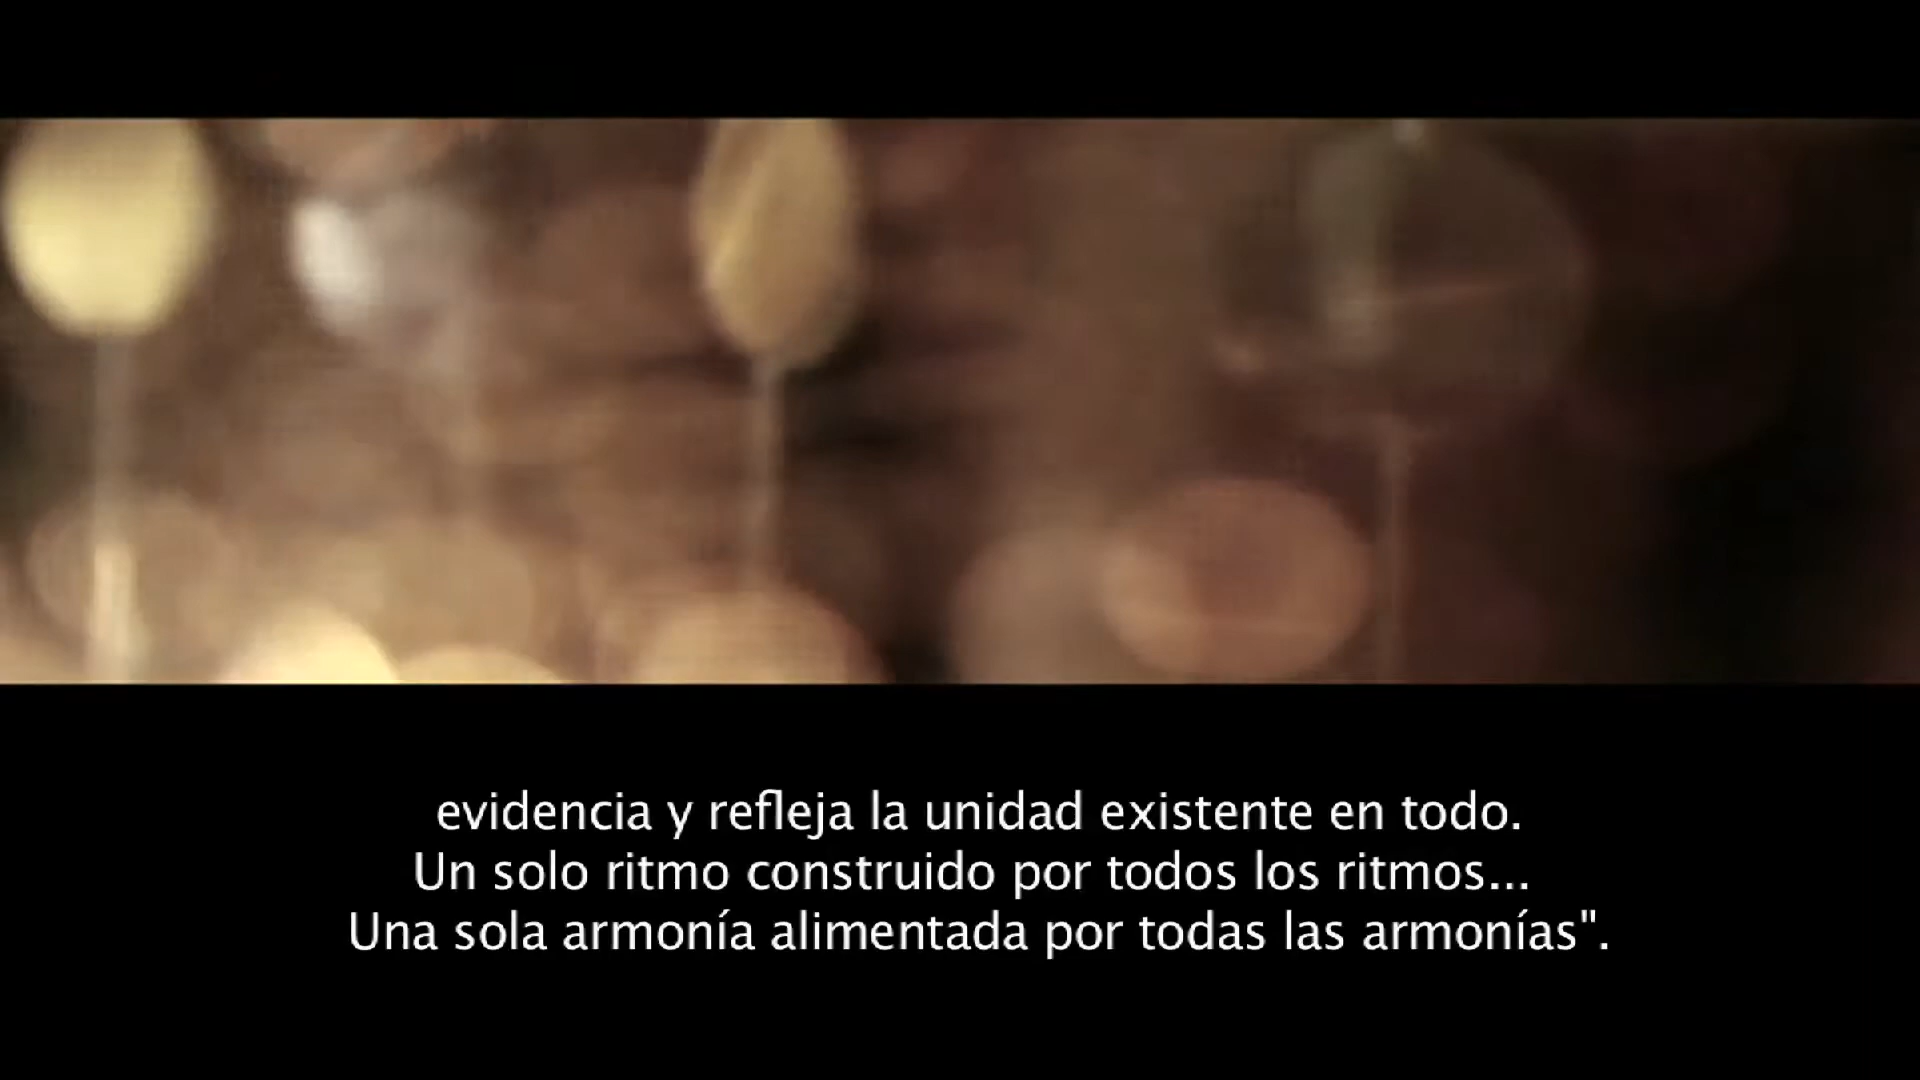 evidencia y refleja la unidad existente en todo.
Un solo ritmo construido por todos los ritmos...
Una sola armonía alimentada por todas las armonías".